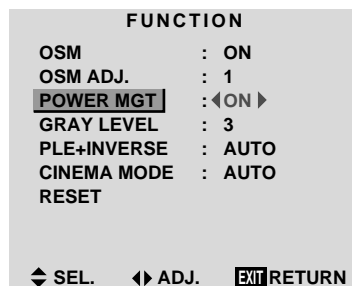 FUNCTION
OSM : ON
OSM ADJ. : 1
POWER MGT : ON
GRAY LEVEL : 3
PLE+INVERSE : AUTO
CINEMA MODE : AUTO
RESET
SEL. ADJ. EXIT RETURN